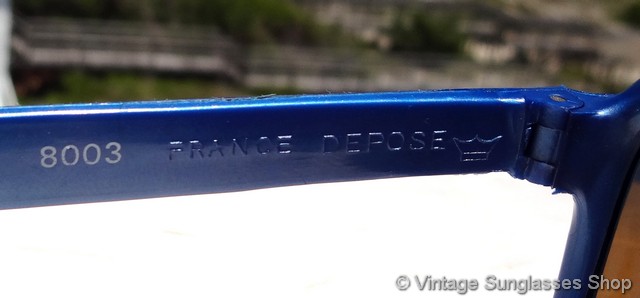 8003 FRANCE DEPOSE
© Vintage Sunglasses Shop